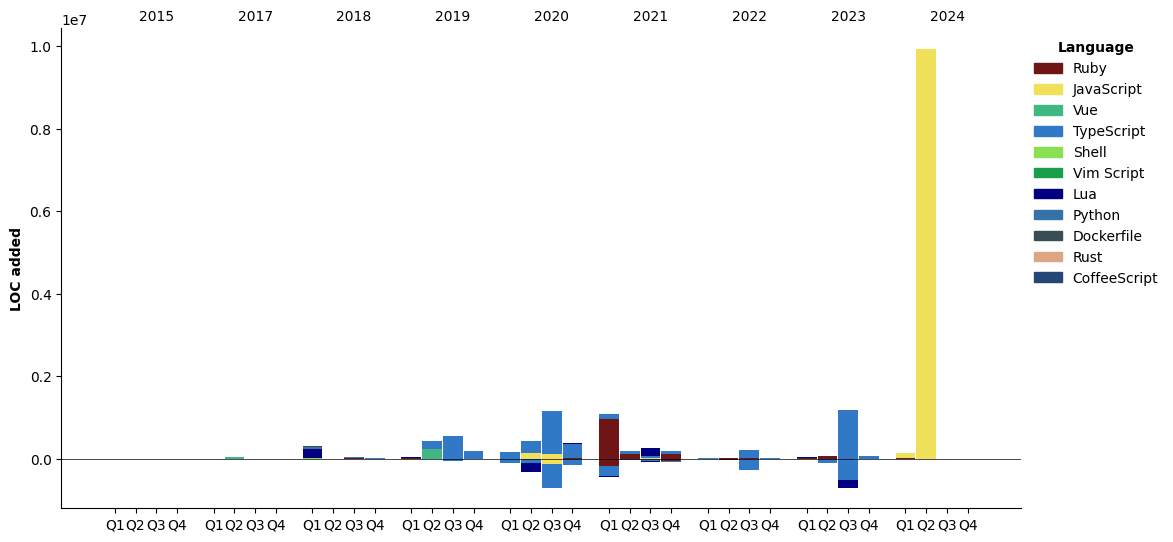 2015 2017 2018 2019 2020 2021 2022 2023 2024
1e7
1.0
0.8
0.6
0.4
0.2
0.0
LOC added
Q1 Q2 Q3 Q4 Q1 Q2 Q3 Q4 Q1 Q2 Q3 Q4 Q1 Q2 Q3 Q4 Q1 Q2 Q3 Q4 Q1 Q2 Q3 Q4 Q1 Q2 Q3 Q4 Q1 Q2 Q3 Q4 Q1 Q2 Q3 Q4
Language
Ruby
JavaScript
Vue
TypeScript
Shell
Vim Script
Lua
Python
Dockerfile
Rust
CoffeeScript